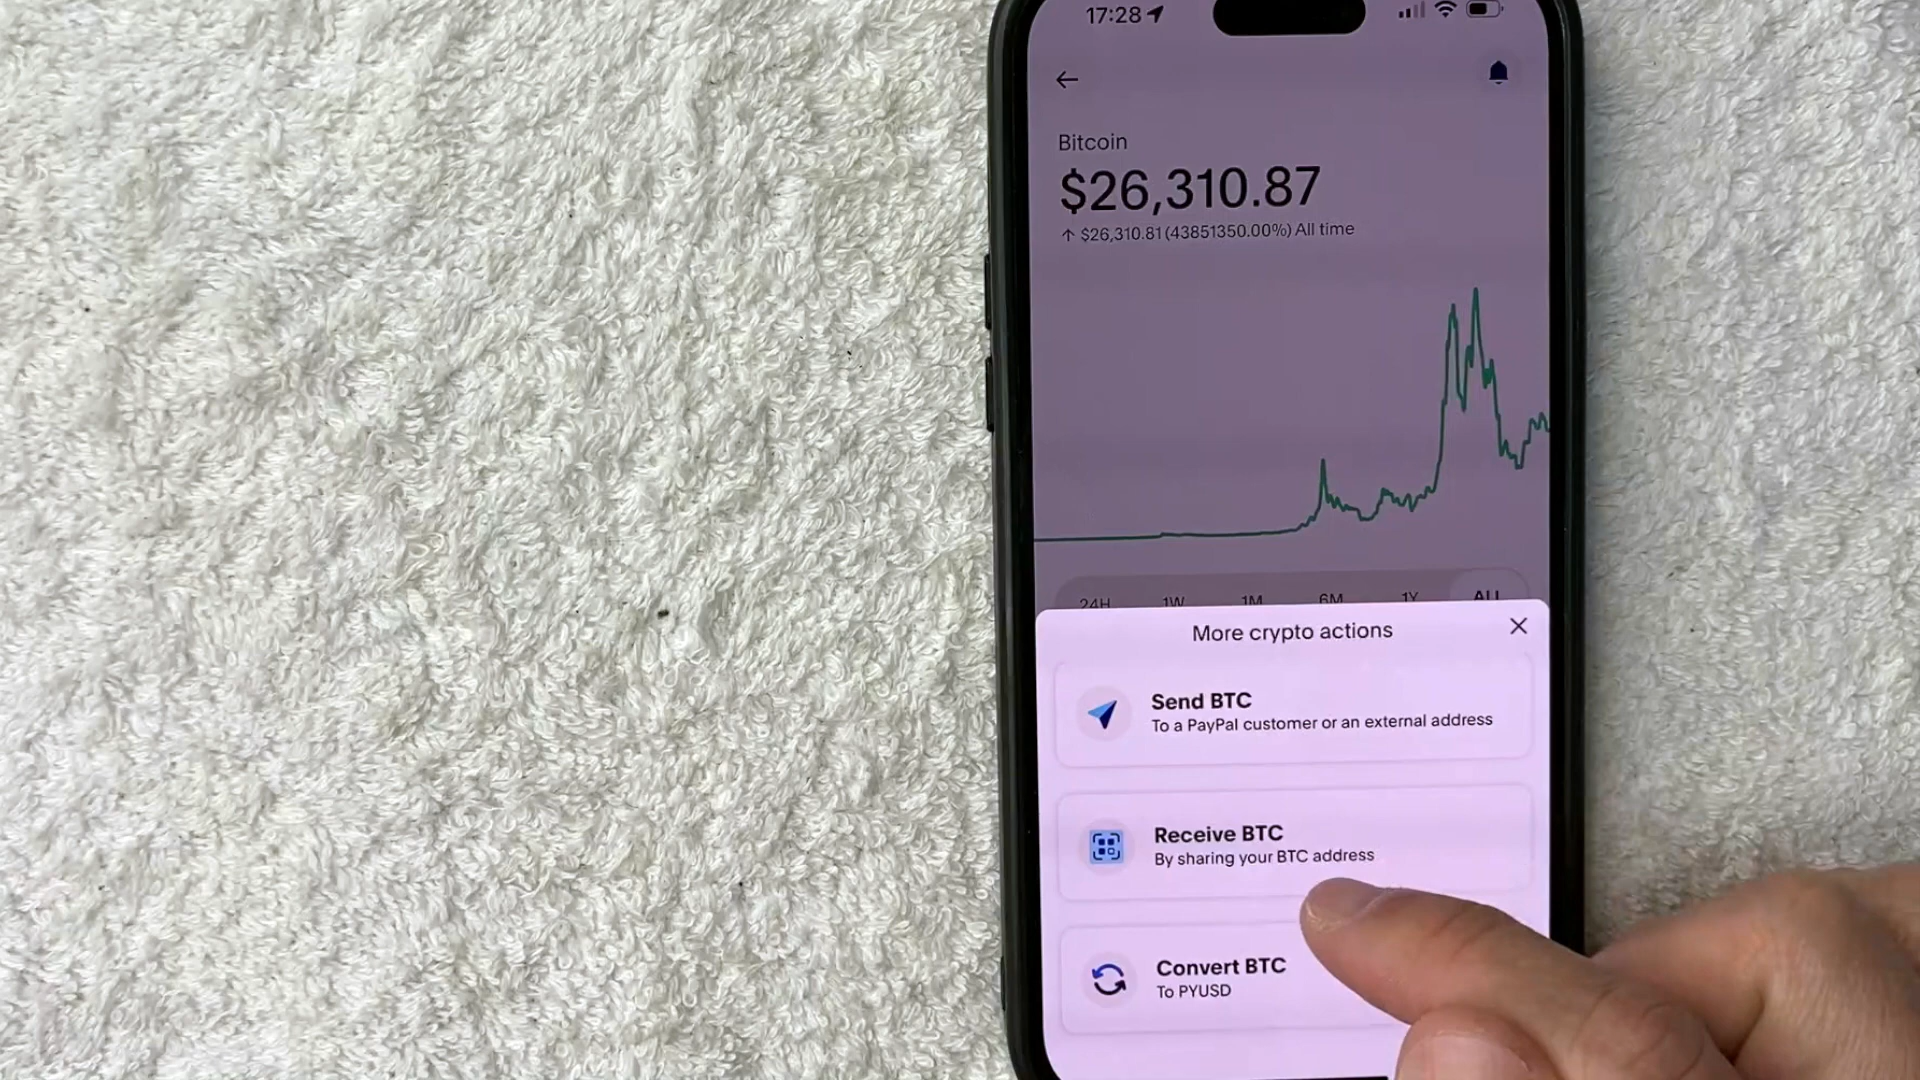 17:28
Bitcoin
$26,310.87
↑ $26,310.81 (43851350.00%) All time
24H 1W 1M 6M 1Y ALL
More crypto actions
Send BTC
To a PayPal customer or an external address
Receive BTC
By sharing your BTC address
Convert BTC
To PYUSD